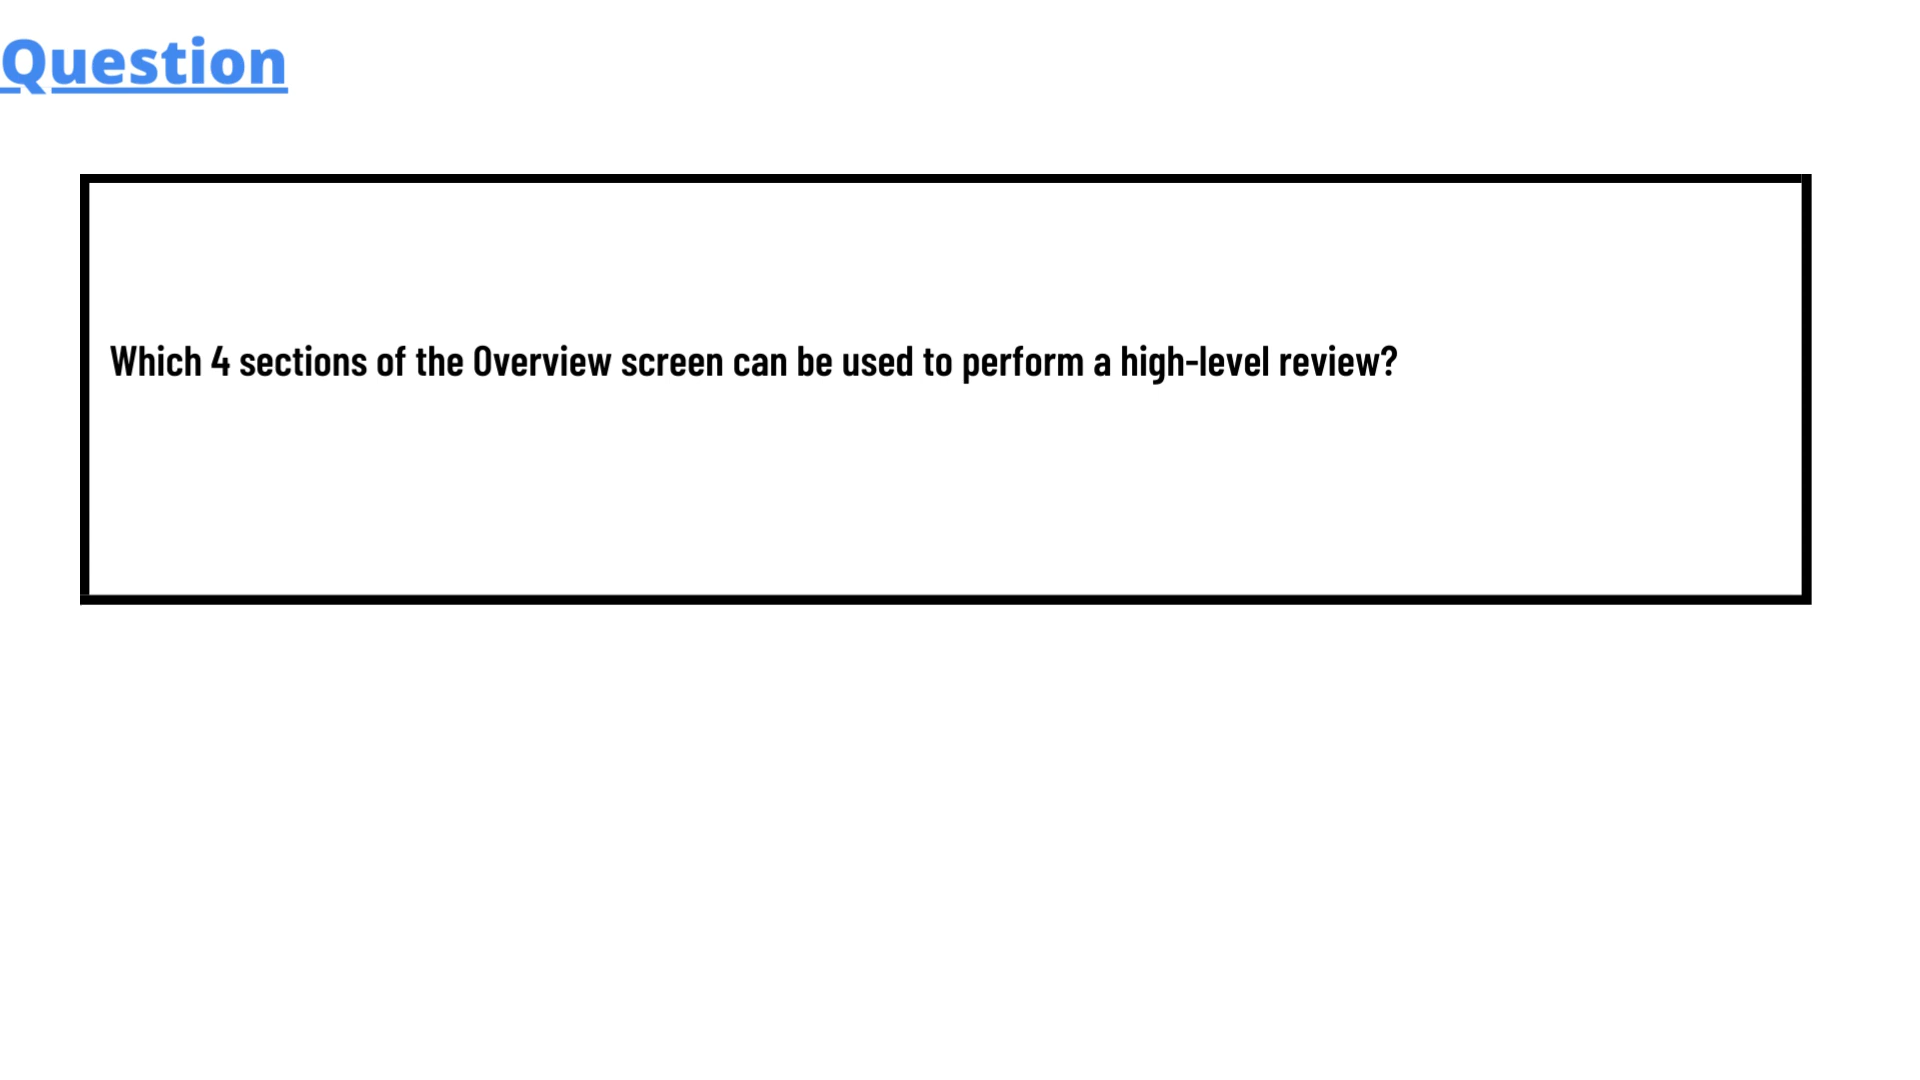 Question
Which 4 sections of the Overview screen can be used to perform a high-level review?